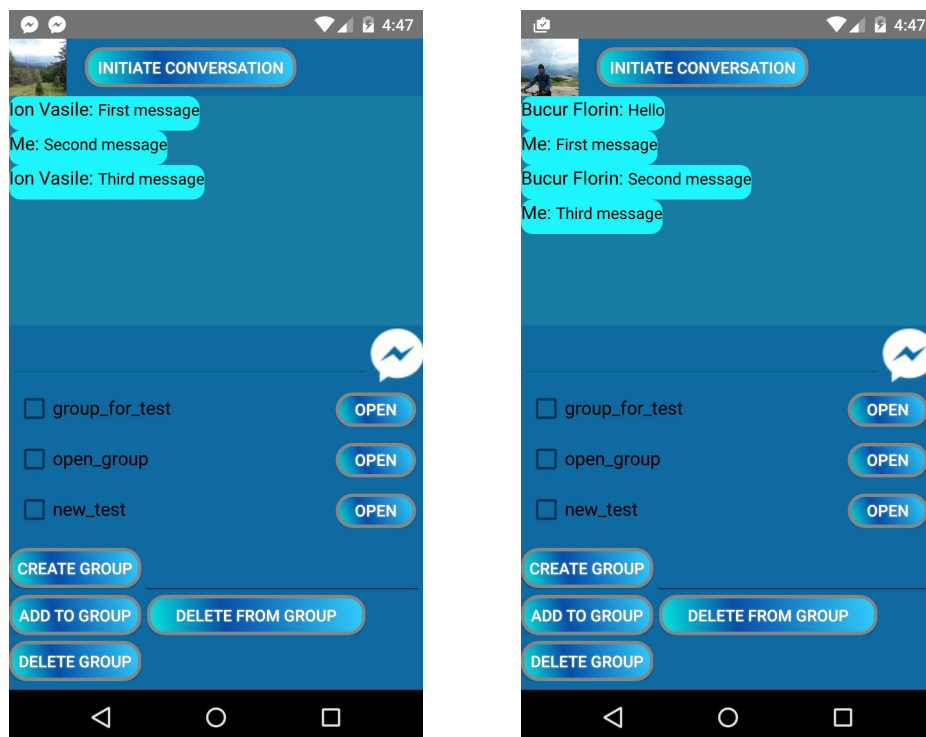 4:47
INITIATE CONVERSATION
Ion Vasile: First message
Me: Second message
Ion Vasile: Third message
group_for_test OPEN
open_group OPEN
new_test OPEN
CREATE GROUP
ADD TO GROUP DELETE FROM GROUP
DELETE GROUP
4:47
INITIATE CONVERSATION
Bucur Florin: Hello
Me: First message
Bucur Florin: Second message
Me: Third message
group_for_test OPEN
open_group OPEN
new_test OPEN
CREATE GROUP
ADD TO GROUP DELETE FROM GROUP
DELETE GROUP